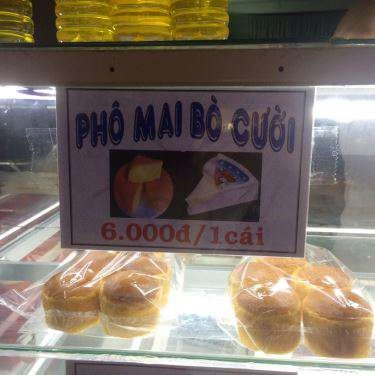 PHÔ MAI BÒ CƯỜI
6.000đ/1cái